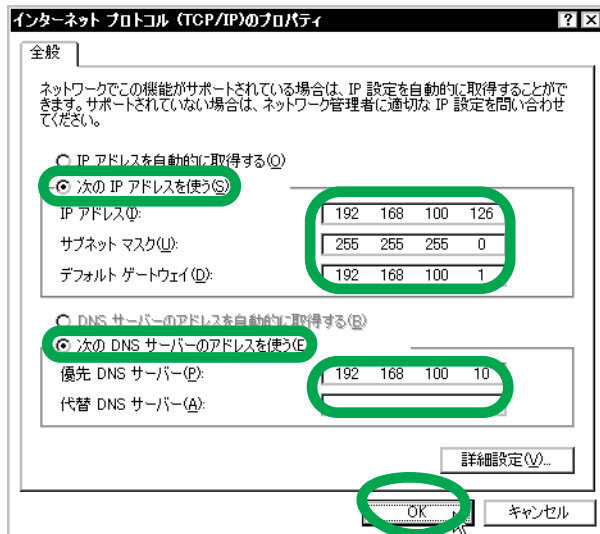 インターネット プロトコル (TCP/IP)のプロパティ
全般
ネットワークでこの機能がサポートされている場合は、IP 設定を自動的に取得することがで
きます。サポートされていない場合は、ネットワーク管理者に適切な IP 設定を問い合わせ
てください。
IP アドレスを自動的に取得する(O)
次の IP アドレスを使う(S)
IP アドレス(I): 192 168 100 126
サブネット マスク(U): 255 255 255 0
デフォルト ゲートウェイ(D): 192 168 100 1
DNS サーバーのアドレスを自動的に取得する(B)
次の DNS サーバーのアドレスを使う(E
優先 DNS サーバー(P): 192 168 100 10
代替 DNS サーバー(A):
詳細設定(V)...
OK キャンセル